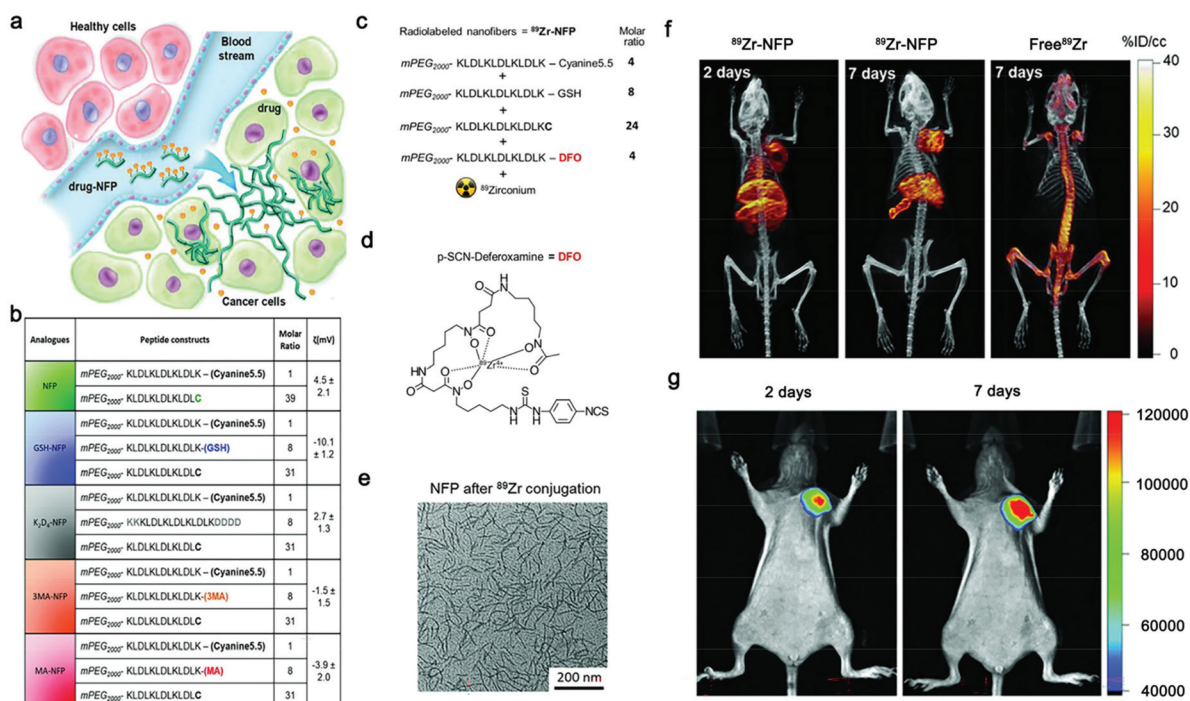 a
Healthy cells
Blood
stream
drug
drug-NFP
Cancer cells
b
Analogues Peptide constructs Molar Ratio ζ(mV)
NFP
mPEG2000- KLDLKLDLKLDLK – (Cyanine5.5) 1
mPEG2000- KLDLKLDLKLDLC 39
4.5 ± 2.1
GSH-NFP
mPEG2000- KLDLKLDLKLDLK – (Cyanine5.5) 1
mPEG2000- KLDLKLDLKLDLK-(GSH) 8
mPEG2000- KLDLKLDLKLDLC 31
-10.1 ± 1.2
K2D4-NFP
mPEG2000- KLDLKLDLKLDLK – (Cyanine5.5) 1
mPEG2000- KKKLDLKLDLKLDLKDDDD 8
mPEG2000- KLDLKLDLKLDLC 31
2.7 ± 1.3
3MA-NFP
mPEG2000- KLDLKLDLKLDLK – (Cyanine5.5) 1
mPEG2000- KLDLKLDLKLDLK-(3MA) 8
mPEG2000- KLDLKLDLKLDLC 31
-1.5 ± 1.5
MA-NFP
mPEG2000- KLDLKLDLKLDLK – (Cyanine5.5) 1
mPEG2000- KLDLKLDLKLDLK-(MA) 8
mPEG2000- KLDLKLDLKLDLC 31
-3.9 ± 2.0
c
Radiolabeled nanofibers = 89Zr-NFP
Molar
ratio
mPEG2000- KLDLKLDLKLDLK – Cyanine5.5 4
+
mPEG2000- KLDLKLDLKLDLK – GSH 8
+
mPEG2000- KLDLKLDLKLDLKC 24
+
mPEG2000- KLDLKLDLKLDLK – DFO 4
+
89Zirconium
d
p-SCN-Deferoxamine = DFO
H
N
O
O
N
N
O
O
O
89Zr4+
O
HN
O
O
N
O
S
N
H
N
H
NCS
e
NFP after 89Zr conjugation
200 nm
f
89Zr-NFP 89Zr-NFP Free89Zr %ID/cc
2 days 7 days 7 days
40
30
20
10
0
g
2 days 7 days
120000
100000
80000
60000
40000